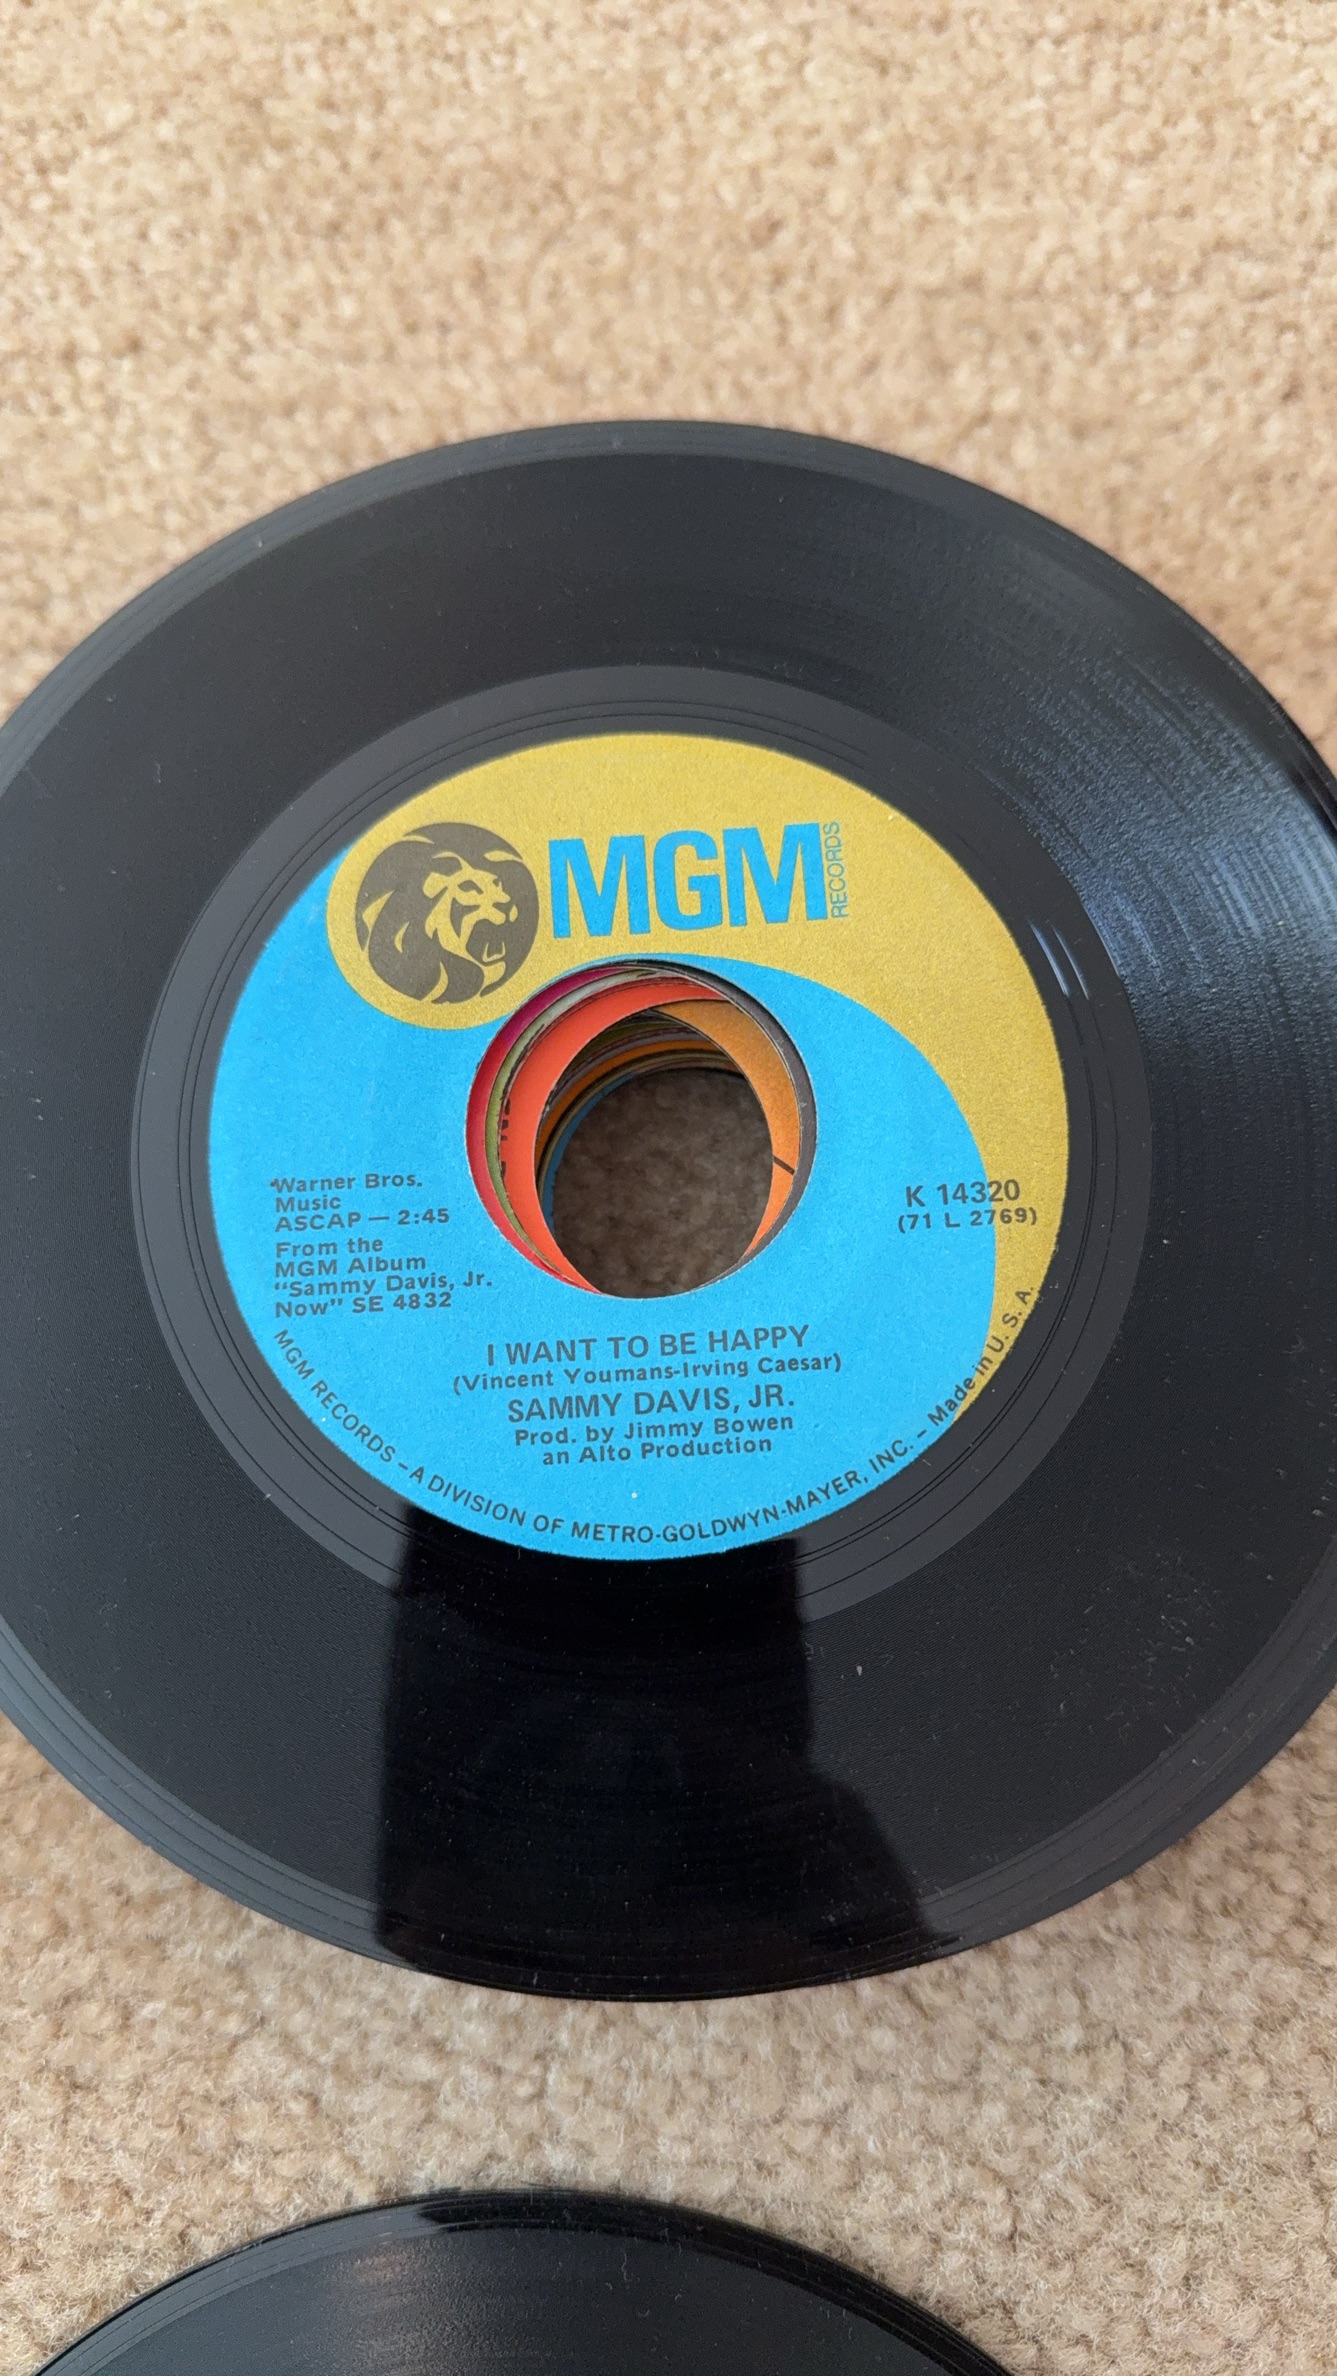 MGM
RECORDS
Warner Bros.
Music
ASCAP — 2:45
From the
MGM Album
"Sammy Davis, Jr.
Now" SE 4832
K 14320
(71 L 2769)
I WANT TO BE HAPPY
(Vincent Youmans-Irving Caesar)
SAMMY DAVIS, JR.
Prod. by Jimmy Bowen
an Alto Production
MGM RECORDS – A DIVISION OF METRO-GOLDWYN-MAYER, INC. – Made in U. S. A.